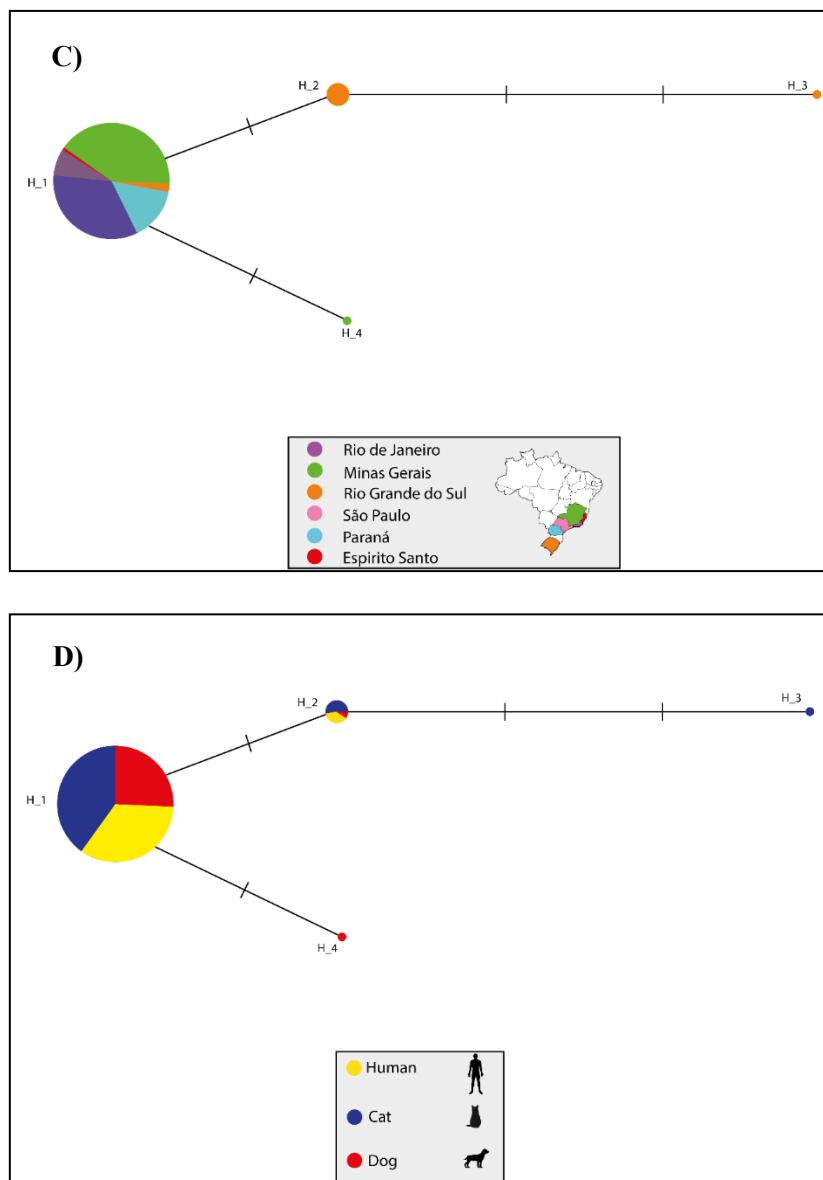 C)
H_2
H_3
H_1
H_4
Rio de Janeiro
Minas Gerais
Rio Grande do Sul
São Paulo
Paraná
Espirito Santo
D)
H_2
H_3
H_1
H_4
Human
Cat
Dog